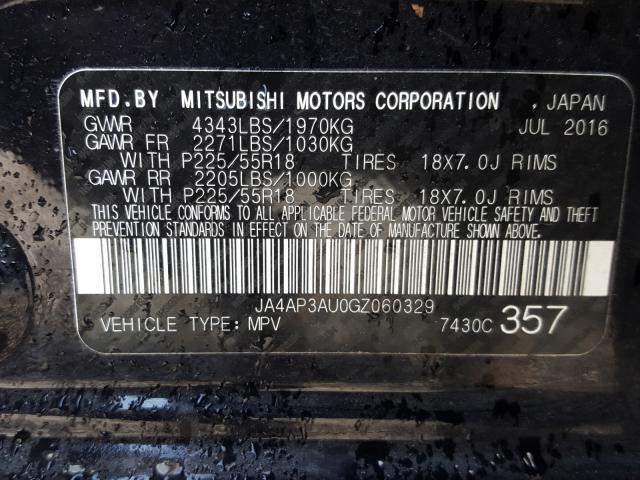 MFD.BY MITSUBISHI MOTORS CORPORATION , JAPAN
GVWR 4343LBS/1970KG JUL 2016
GAWR FR 2271LBS/1030KG
WITH P225/55R18 TIRES 18X7.0J RIMS
GAWR RR 2205LBS/1000KG
WITH P225/55R18 TIRES 18X7.0J RIMS
THIS VEHICLE CONFORMS TO ALL APPLICABLE FEDERAL MOTOR VEHICLE SAFETY AND THEFT
PREVENTION STANDARDS IN EFFECT ON THE DATE OF MANUFACTURE SHOWN ABOVE.
JA4AP3AU0GZ060329
VEHICLE TYPE: MPV 7430C 357